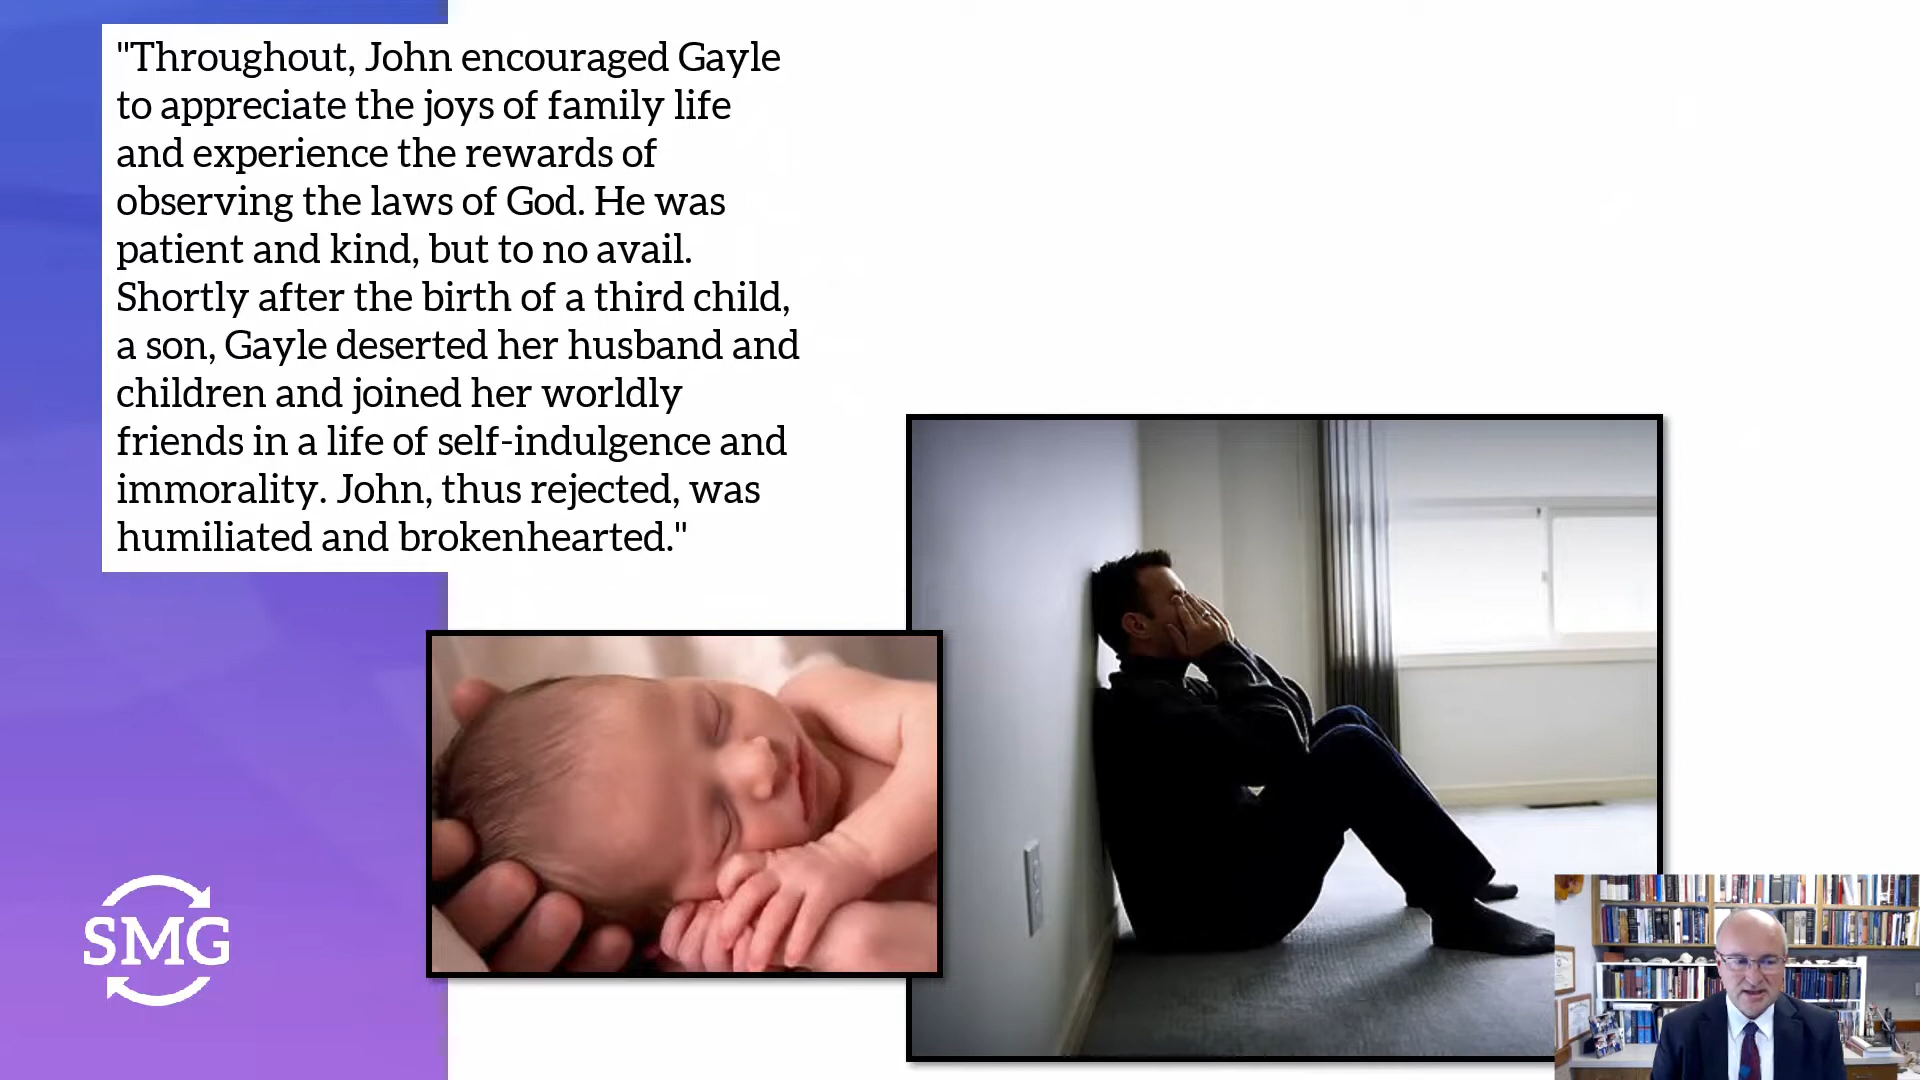 "Throughout, John encouraged Gayle
to appreciate the joys of family life
and experience the rewards of
observing the laws of God. He was
patient and kind, but to no avail.
Shortly after the birth of a third child,
a son, Gayle deserted her husband and
children and joined her worldly
friends in a life of self-indulgence and
immorality. John, thus rejected, was
humiliated and brokenhearted."
SMG